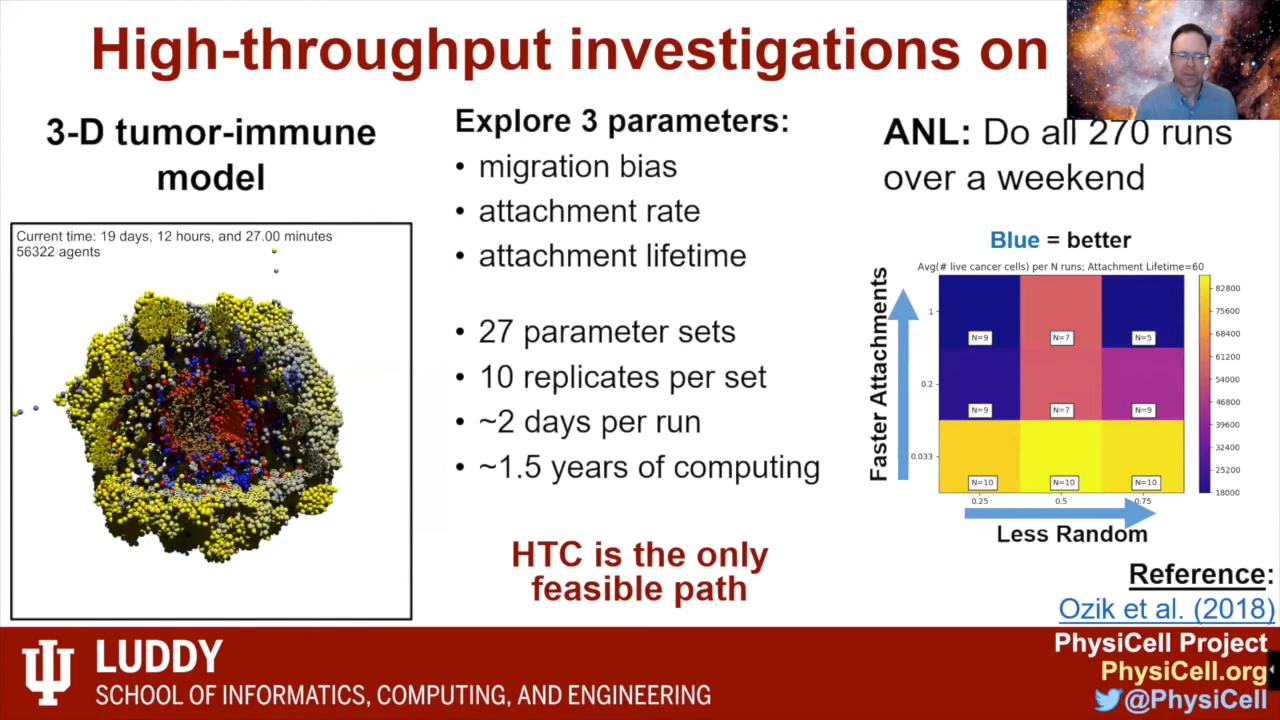 High-throughput investigations on
3-D tumor-immune
model
Current time: 19 days, 12 hours, and 27.00 minutes
56322 agents
Explore 3 parameters:
• migration bias
• attachment rate
• attachment lifetime
• 27 parameter sets
• 10 replicates per set
• ~2 days per run
• ~1.5 years of computing
HTC is the only
feasible path
ANL: Do all 270 runs
over a weekend
Blue = better
Avg(# live cancer cells) per N runs; Attachment Lifetime=60
Faster Attachments
1
0.2
0.033
N=9
N=7
N=5
N=9
N=7
N=9
N=10
N=10
N=10
0.25
0.5
0.75
82800
75600
68400
61200
54000
46800
39600
32400
25200
18000
Less Random
Reference:
Ozik et al. (2018)
LUDDY
SCHOOL OF INFORMATICS, COMPUTING, AND ENGINEERING
PhysiCell Project
PhysiCell.org
@PhysiCell